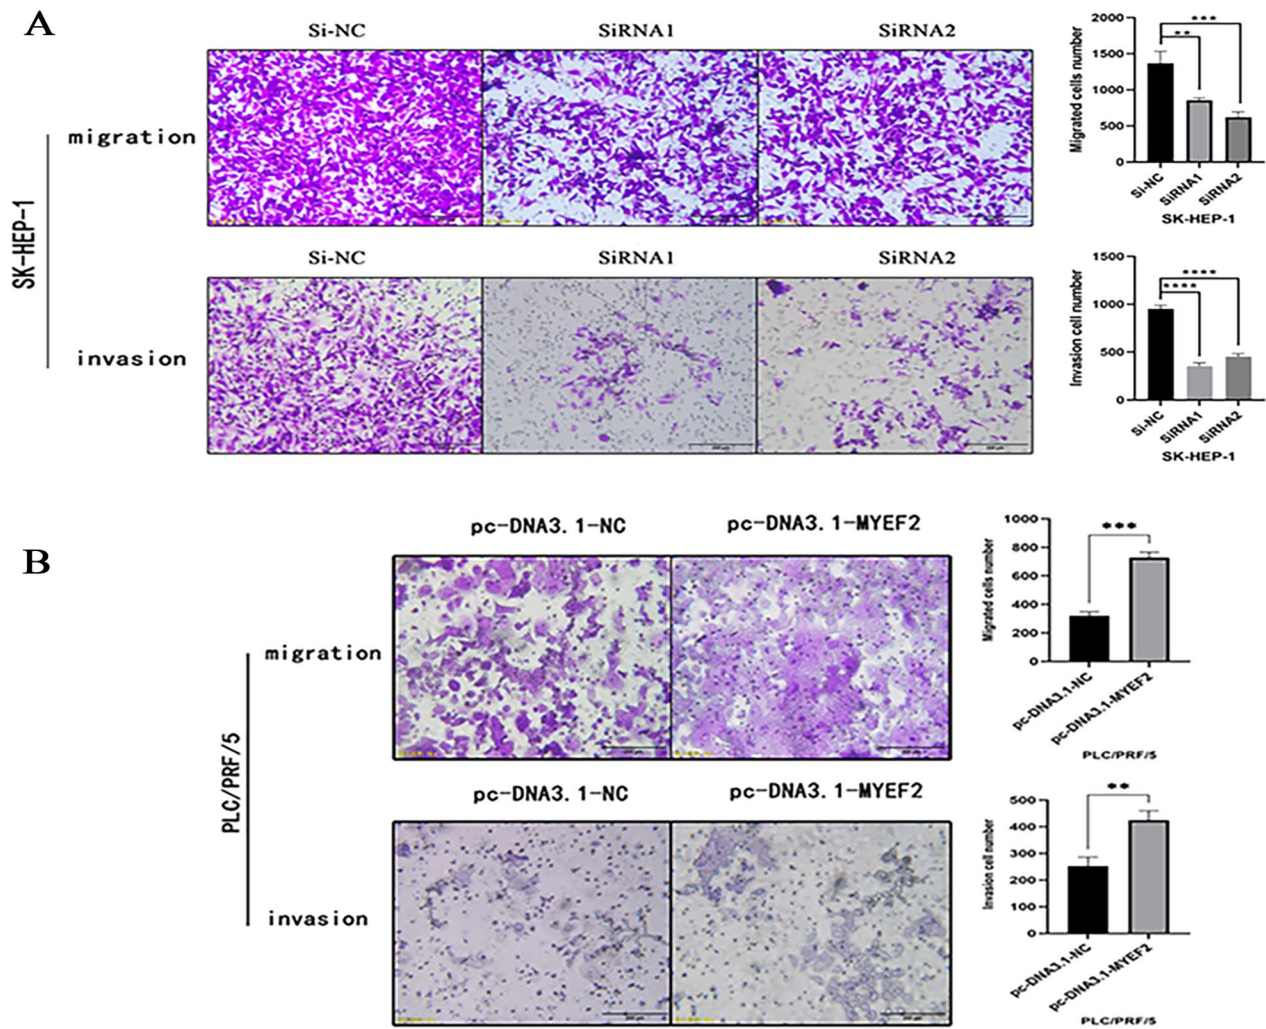 A
Si-NC SiRNA1 SiRNA2
migration
2000
1500
1000
500
0
Migrated cells number
** ***
Si-NC SiRNA1 SiRNA2
SK-HEP-1
SK-HEP-1
Si-NC SiRNA1 SiRNA2
invasion
1500
1000
500
0
Invasion cell number
**** ****
Si-NC SiRNA1 SiRNA2
SK-HEP-1
B
pc-DNA3.1-NC pc-DNA3.1-MYEF2
migration
1000
800
600
400
200
0
Migrated cells number
***
pc-DNA3.1-NC pc-DNA3.1-MYEF2
PLC/PRF/5
PLC/PRF/5
pc-DNA3.1-NC pc-DNA3.1-MYEF2
invasion
500
400
300
200
100
0
Invasion cell number
**
pc-DNA3.1-NC pc-DNA3.1-MYEF2
PLC/PRF/5